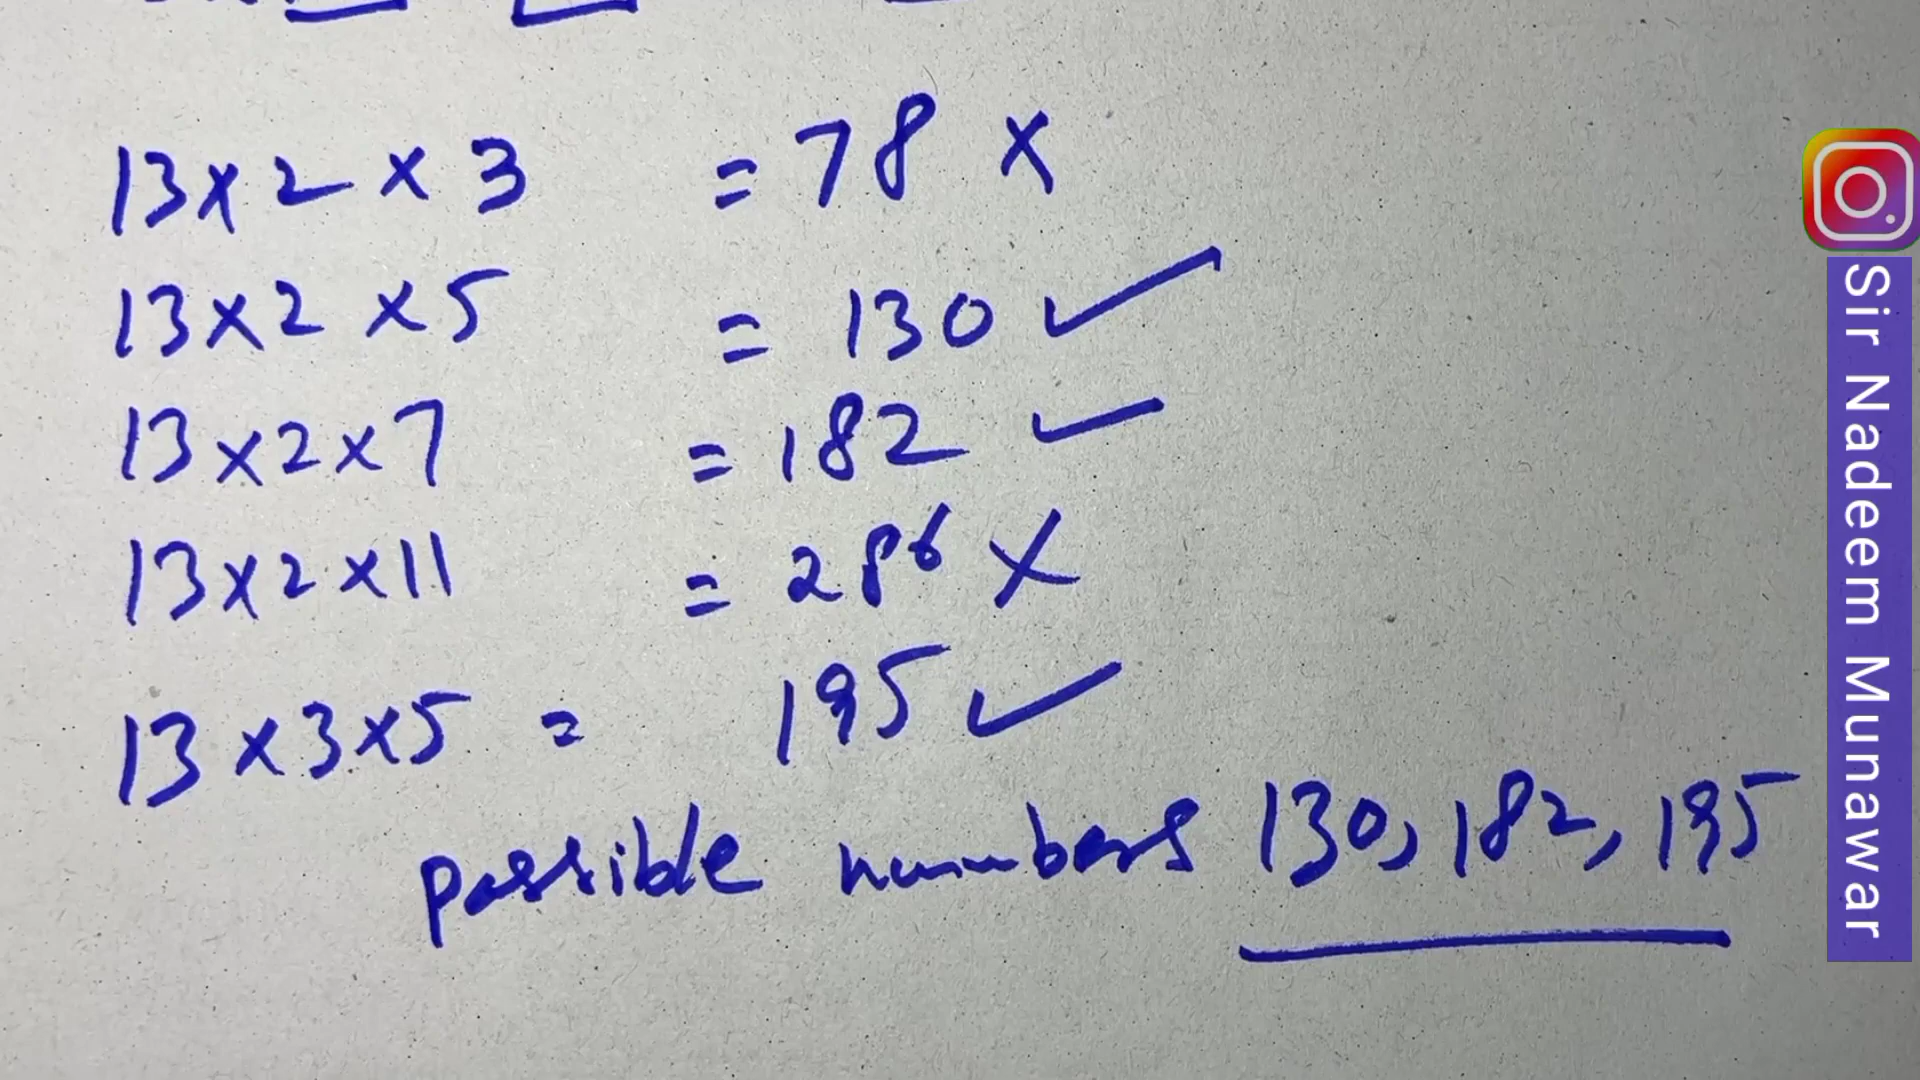 13 x 2 x 3 = 78 x
13 x 2 x 5 = 130 ✓
13 x 2 x 7 = 182 ✓
13 x 2 x 11 = 286 x
13 x 3 x 5 = 195 ✓
possible numbers 130, 182, 195
Sir Nadeem Munawar